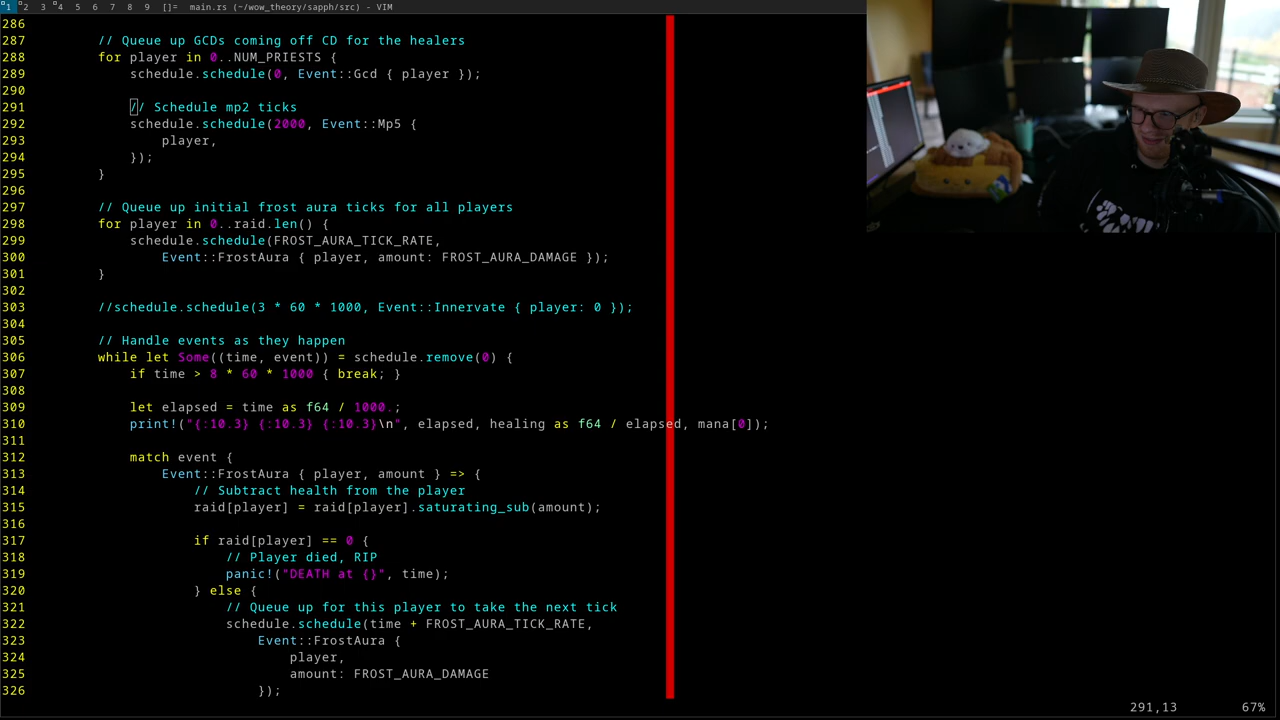 1 2 3 4 5 6 7 8 9 []= main.rs (~/wow_theory/sapph/src) - VIM
286
287 // Queue up GCDs coming off CD for the healers
288 for player in 0..NUM_PRIESTS {
289 schedule.schedule(0, Event::Gcd { player });
290
291 // Schedule mp2 ticks
292 schedule.schedule(2000, Event::Mp5 {
293 player,
294 });
295 }
296
297 // Queue up initial frost aura ticks for all players
298 for player in 0..raid.len() {
299 schedule.schedule(FROST_AURA_TICK_RATE,
300 Event::FrostAura { player, amount: FROST_AURA_DAMAGE });
301 }
302
303 //schedule.schedule(3 * 60 * 1000, Event::Innervate { player: 0 });
304
305 // Handle events as they happen
306 while let Some((time, event)) = schedule.remove(0) {
307 if time > 8 * 60 * 1000 { break; }
308
309 let elapsed = time as f64 / 1000.;
310 print!("{:10.3} {:10.3} {:10.3}\n", elapsed, healing as f64 / elapsed, mana[0]);
311
312 match event {
313 Event::FrostAura { player, amount } => {
314 // Subtract health from the player
315 raid[player] = raid[player].saturating_sub(amount);
316
317 if raid[player] == 0 {
318 // Player died, RIP
319 panic!("DEATH at {}", time);
320 } else {
321 // Queue up for this player to take the next tick
322 schedule.schedule(time + FROST_AURA_TICK_RATE,
323 Event::FrostAura {
324 player,
325 amount: FROST_AURA_DAMAGE
326 });
291,13 67%